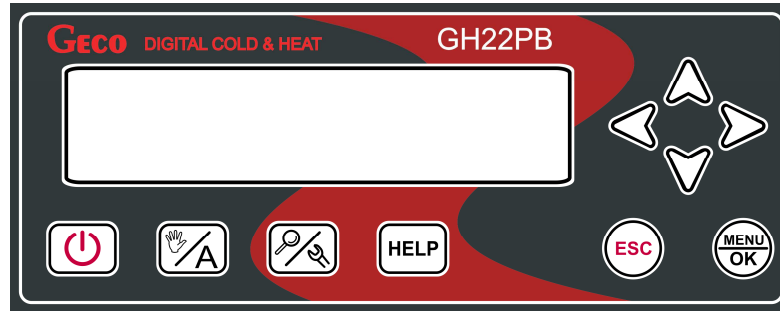 GECO DIGITAL COLD & HEAT GH22PB
A HELP ESC MENU
OK